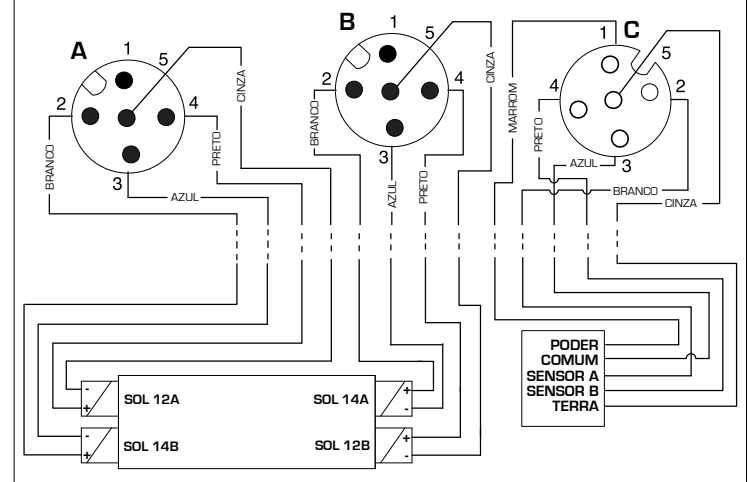 A
1
5
2
4
3
BRANCO
AZUL
PRETO
CINZA
B
1
5
2
4
3
BRANCO
AZUL
PRETO
CINZA
C
1
5
4
2
3
MARROM
PRETO
AZUL
BRANCO
CINZA
- SOL 12A
+
- SOL 14B
+
SOL 14A +
-
SOL 12B +
-
PODER
COMUM
SENSOR A
SENSOR B
TERRA